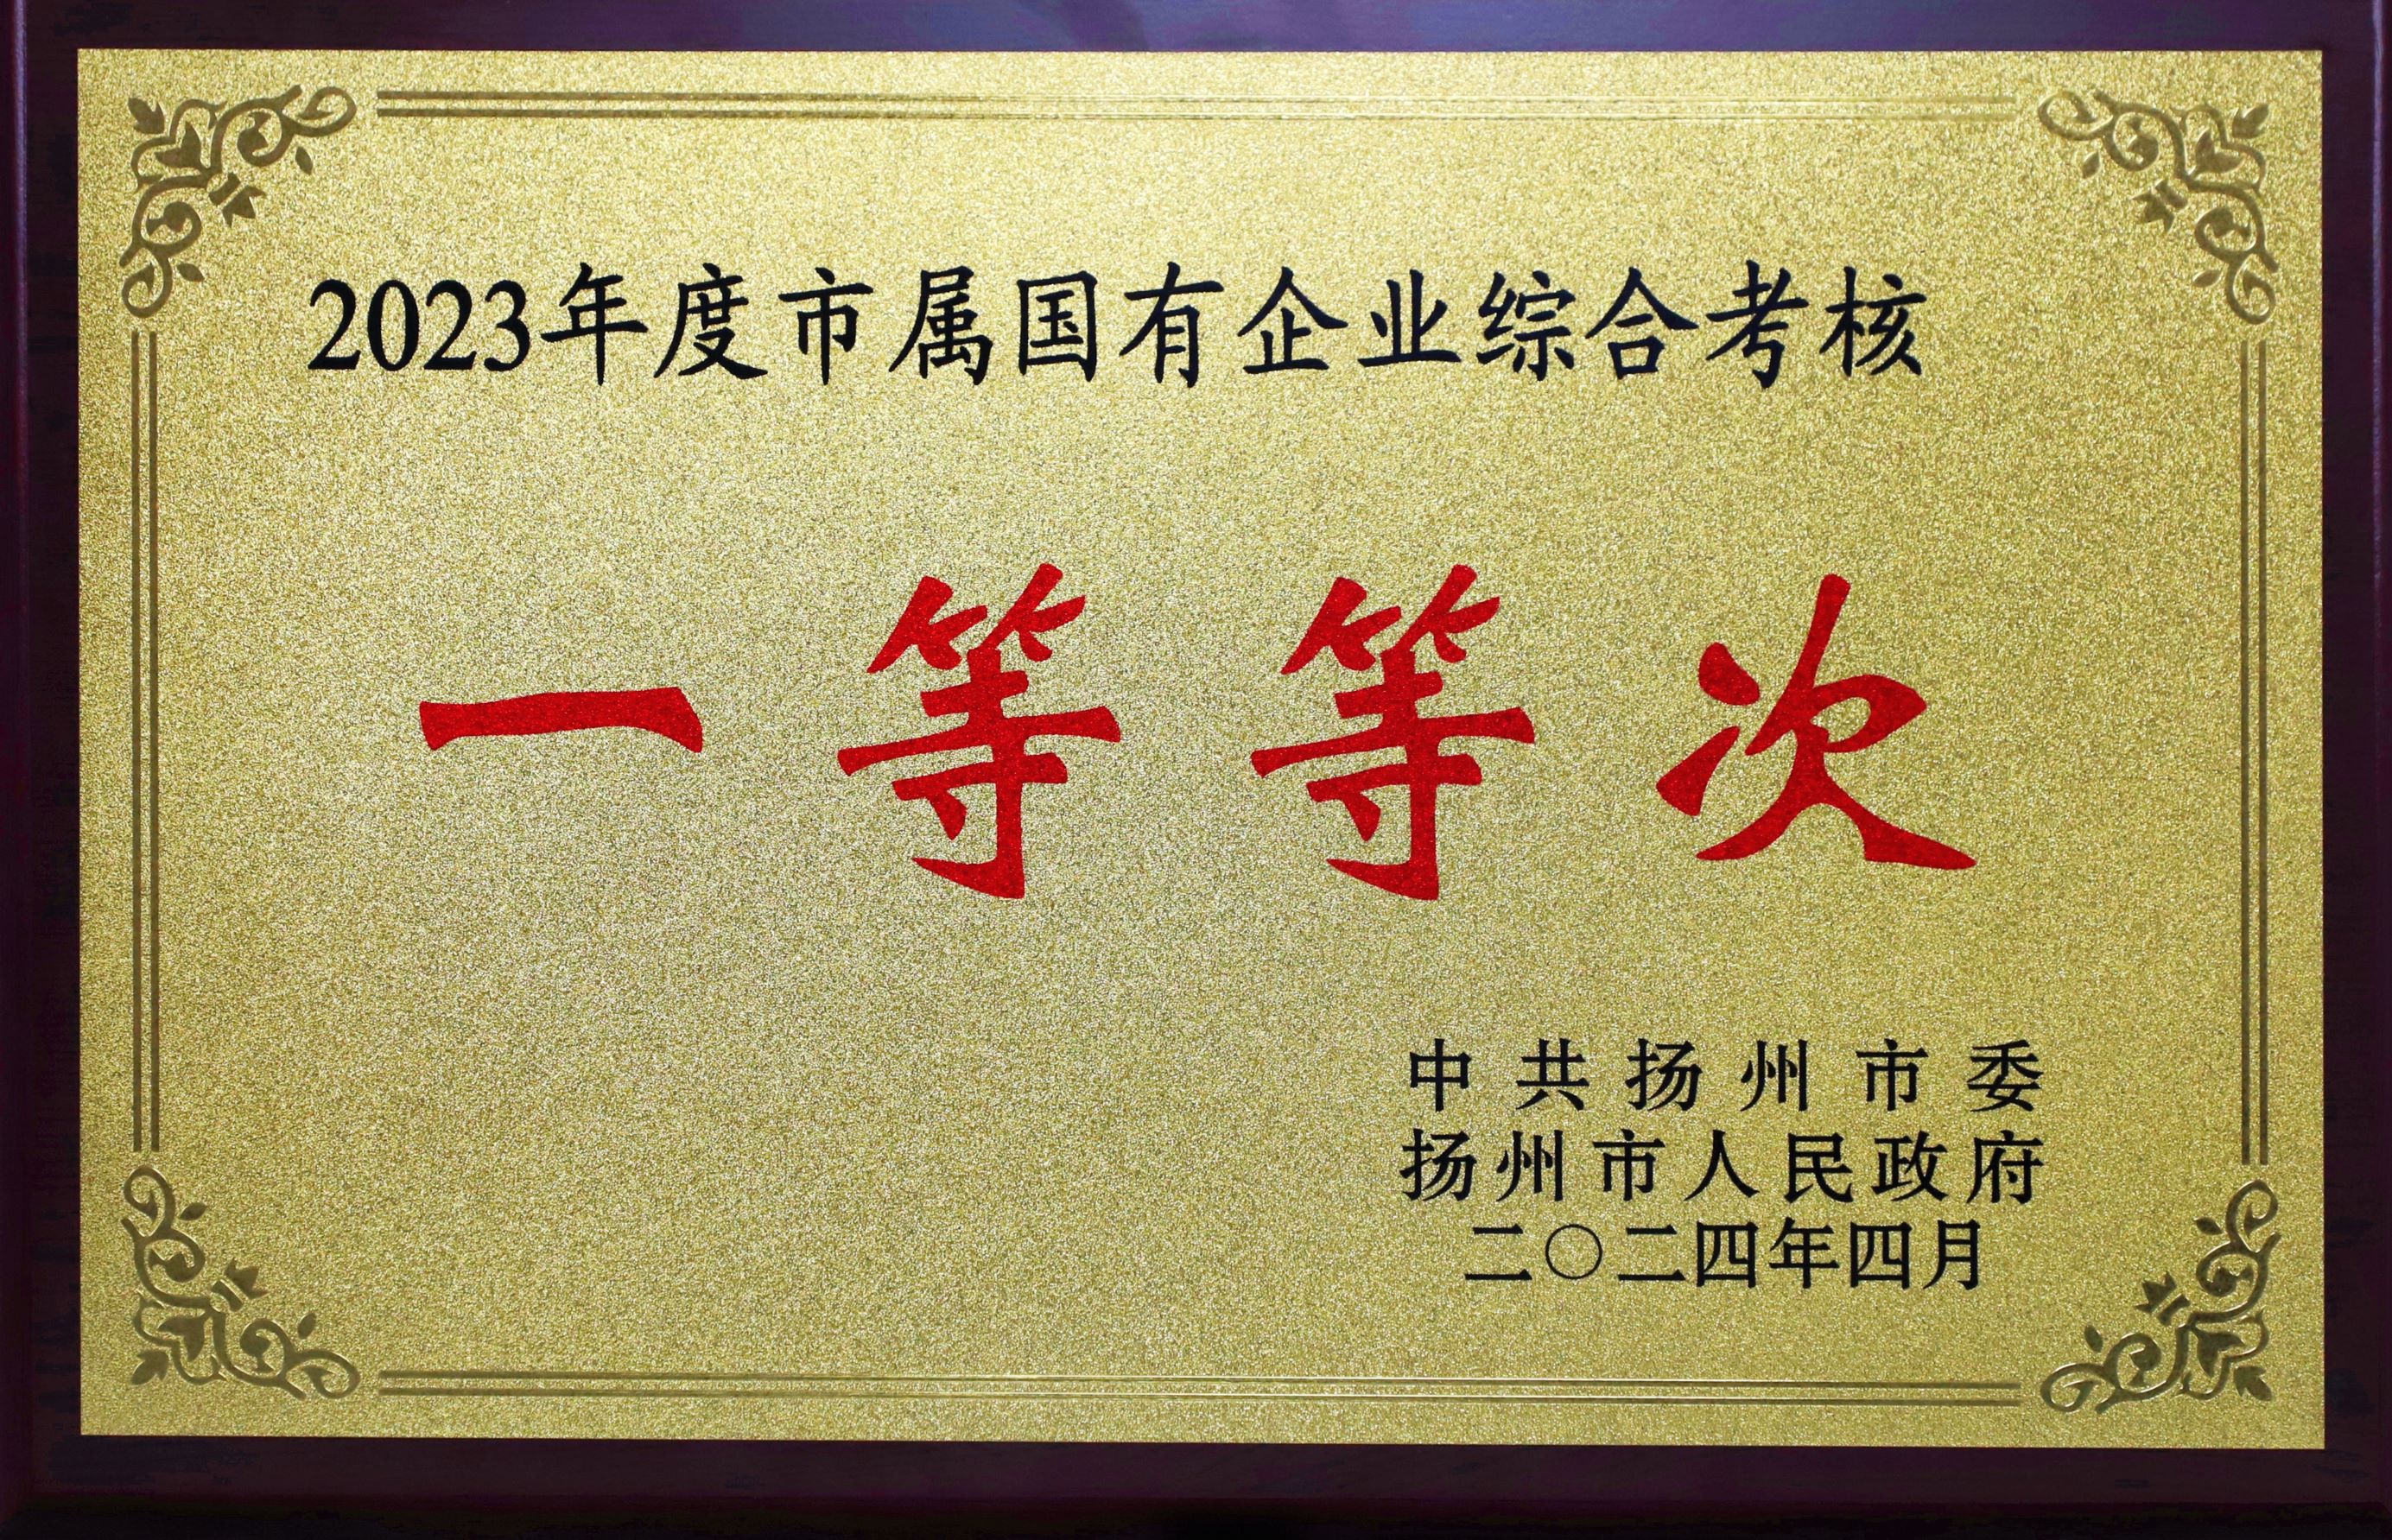 2023年度市属国有企业综合考核
一等等次
中共扬州市委
扬州市人民政府
二〇二四年四月